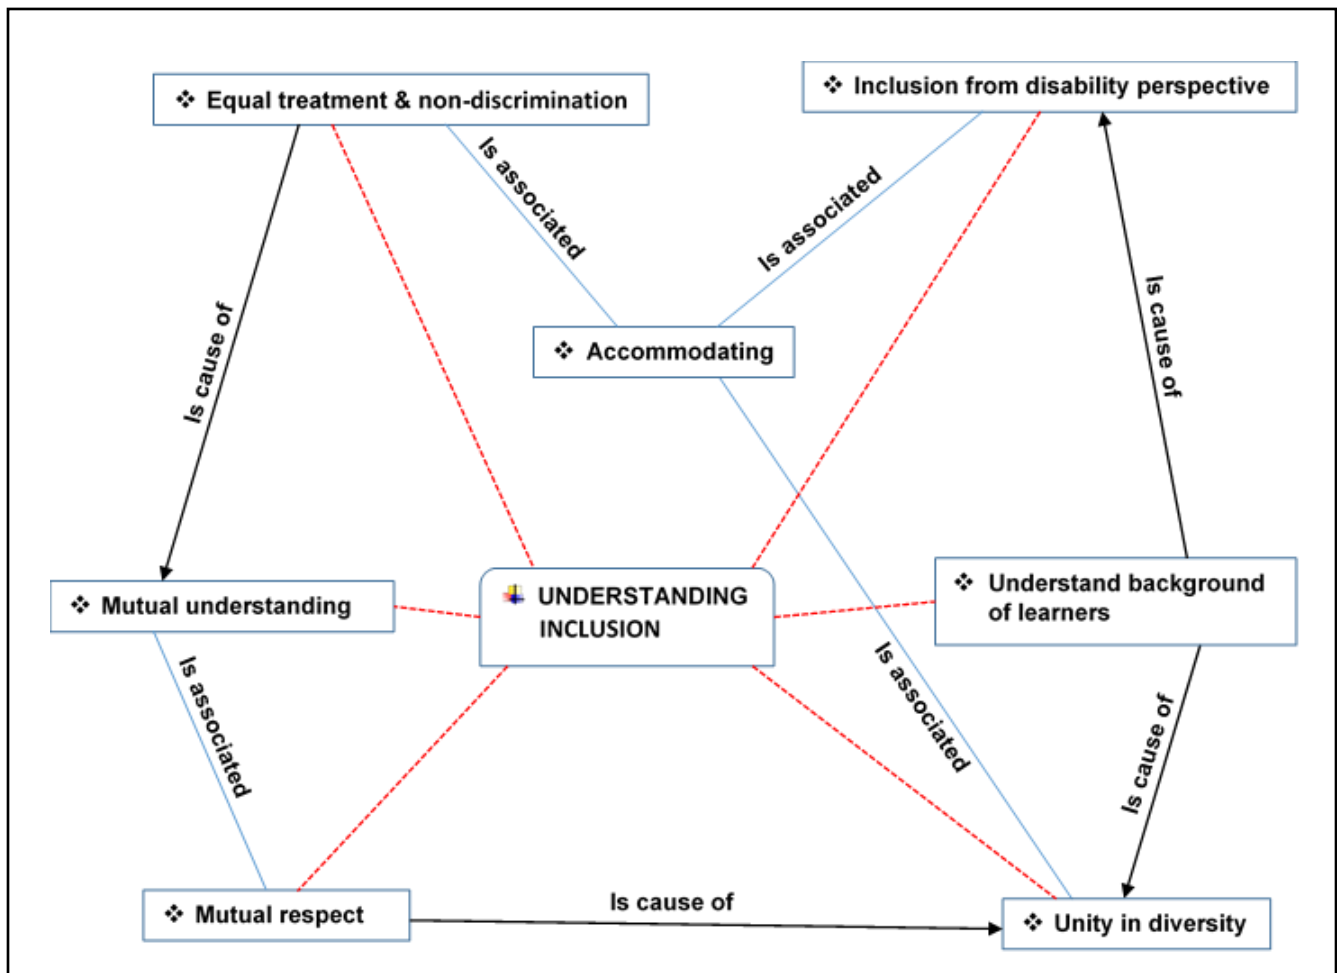 ❖ Equal treatment & non-discrimination
❖ Inclusion from disability perspective
Is associated
Is associated
Is cause of
Is cause of
❖ Accommodating
❖ Mutual understanding
UNDERSTANDING
INCLUSION
❖ Understand background
of learners
Is associated
Is associated
Is cause of
❖ Mutual respect
Is cause of
❖ Unity in diversity